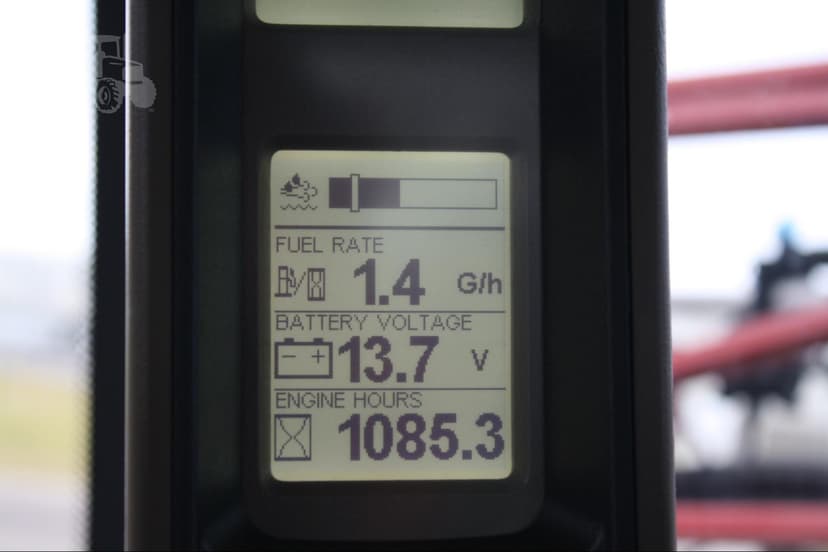 FUEL RATE
1.4 G/h
BATTERY VOLTAGE
- + 13.7 V
ENGINE HOURS
1085.3